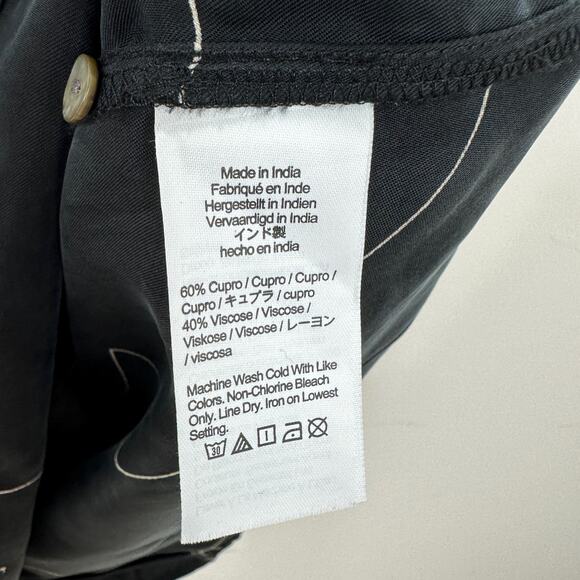 Made in India
Fabriqué en Inde
Hergestellt in Indien
Vervaardigd in India
インド製
hecho en india
60% Cupro / Cupro / Cupro /
Cupro / キュプラ / cupro
40% Viscose / Viscose /
Viskose / Viscose / レーヨン
/ viscosa
Machine Wash Cold With Like
Colors. Non-Chlorine Bleach
Only. Line Dry. Iron on Lowest
Setting.
30